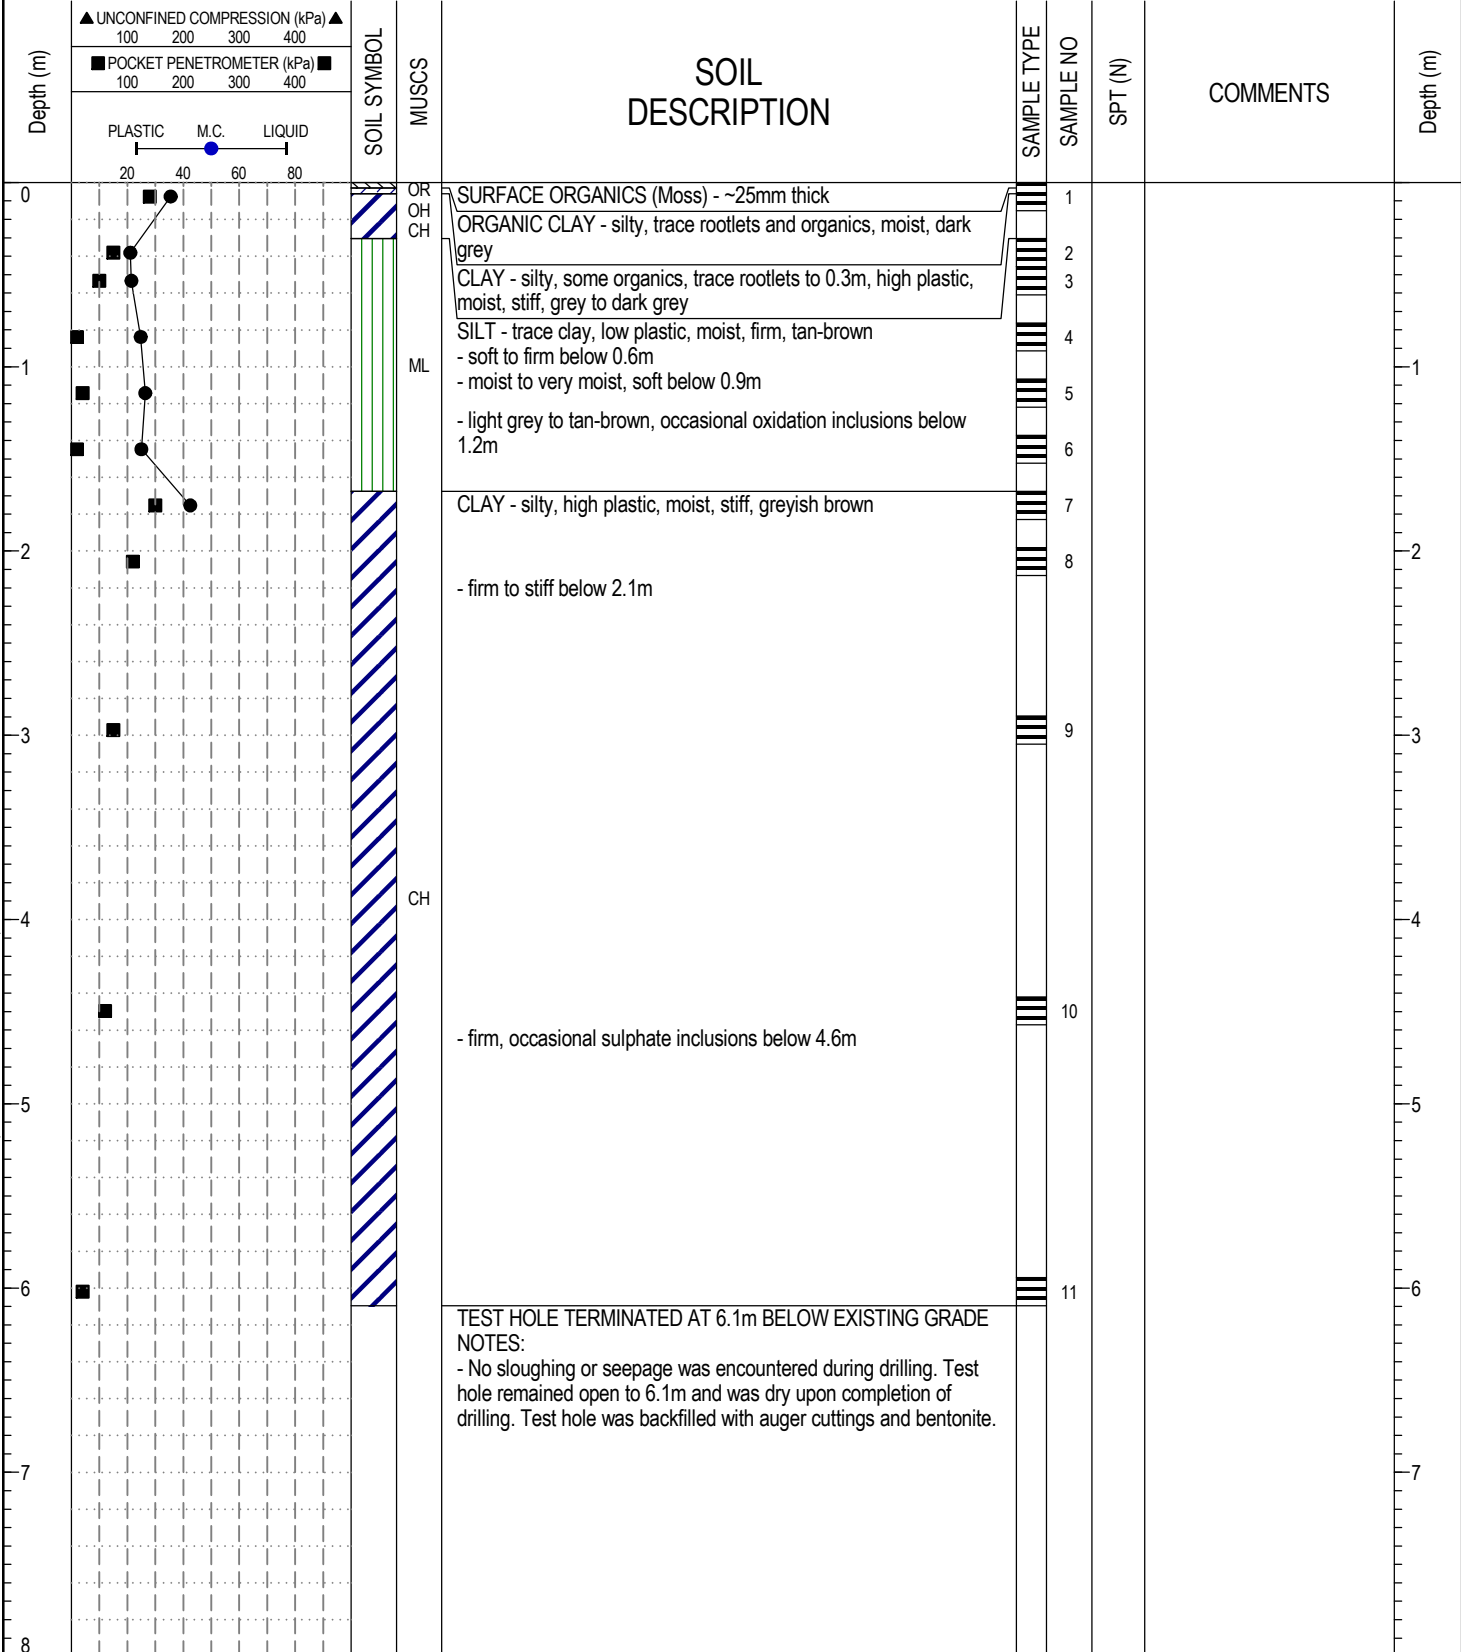 ▲ UNCONFINED COMPRESSION (kPa) ▲
100 200 300 400
■ POCKET PENETROMETER (kPa) ■
100 200 300 400
PLASTIC M.C. LIQUID
20 40 60 80
Depth (m)
SOIL SYMBOL
MUSCS
SOIL
DESCRIPTION
SAMPLE TYPE
SAMPLE NO
SPT (N)
COMMENTS
Depth (m)
0
OR
SURFACE ORGANICS (Moss) - ~25mm thick
1
OH
ORGANIC CLAY - silty, trace rootlets and organics, moist, dark
grey
CH
2
CLAY - silty, some organics, trace rootlets to 0.3m, high plastic,
moist, stiff, grey to dark grey
3
SILT - trace clay, low plastic, moist, firm, tan-brown
4
- soft to firm below 0.6m
1
ML
1
- moist to very moist, soft below 0.9m
5
- light grey to tan-brown, occasional oxidation inclusions below
1.2m
6
CLAY - silty, high plastic, moist, stiff, greyish brown
7
2
8
2
- firm to stiff below 2.1m
3
9
3
CH
4
4
10
- firm, occasional sulphate inclusions below 4.6m
5
5
6
11
6
TEST HOLE TERMINATED AT 6.1m BELOW EXISTING GRADE
NOTES:
- No sloughing or seepage was encountered during drilling. Test
hole remained open to 6.1m and was dry upon completion of
drilling. Test hole was backfilled with auger cuttings and bentonite.
7
7
8